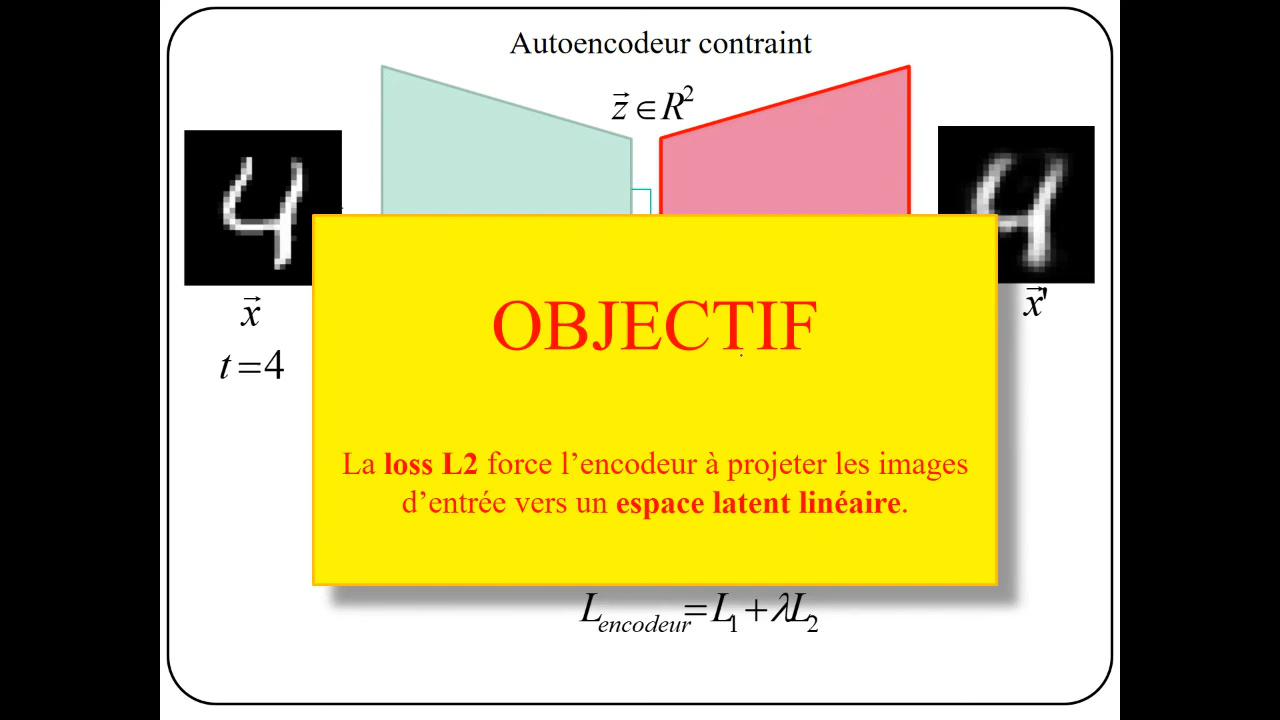 Autoencodeur contraint
z⃗ ∈ R²
x⃗
x⃗'
t = 4
OBJECTIF
La loss L2 force l’encodeur à projeter les images
d’entrée vers un espace latent linéaire.
L_encodeur = L₁ + λL₂